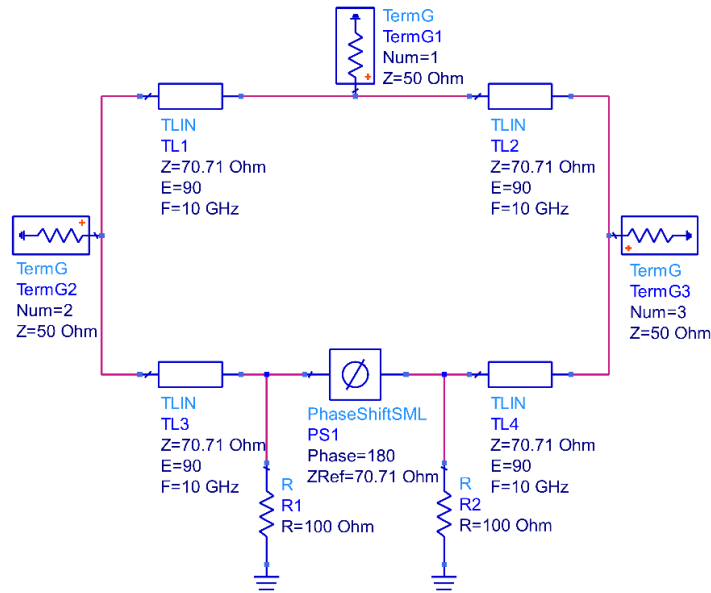 TermG
TermG1
Num=1
Z=50 Ohm
TLIN
TL1
Z=70.71 Ohm
E=90
F=10 GHz
TLIN
TL2
Z=70.71 Ohm
E=90
F=10 GHz
TermG
TermG2
Num=2
Z=50 Ohm
TermG
TermG3
Num=3
Z=50 Ohm
TLIN
TL3
Z=70.71 Ohm
E=90
F=10 GHz
PhaseShiftSML
PS1
Phase=180
ZRef=70.71 Ohm
TLIN
TL4
Z=70.71 Ohm
E=90
F=10 GHz
R
R1
R=100 Ohm
R
R2
R=100 Ohm